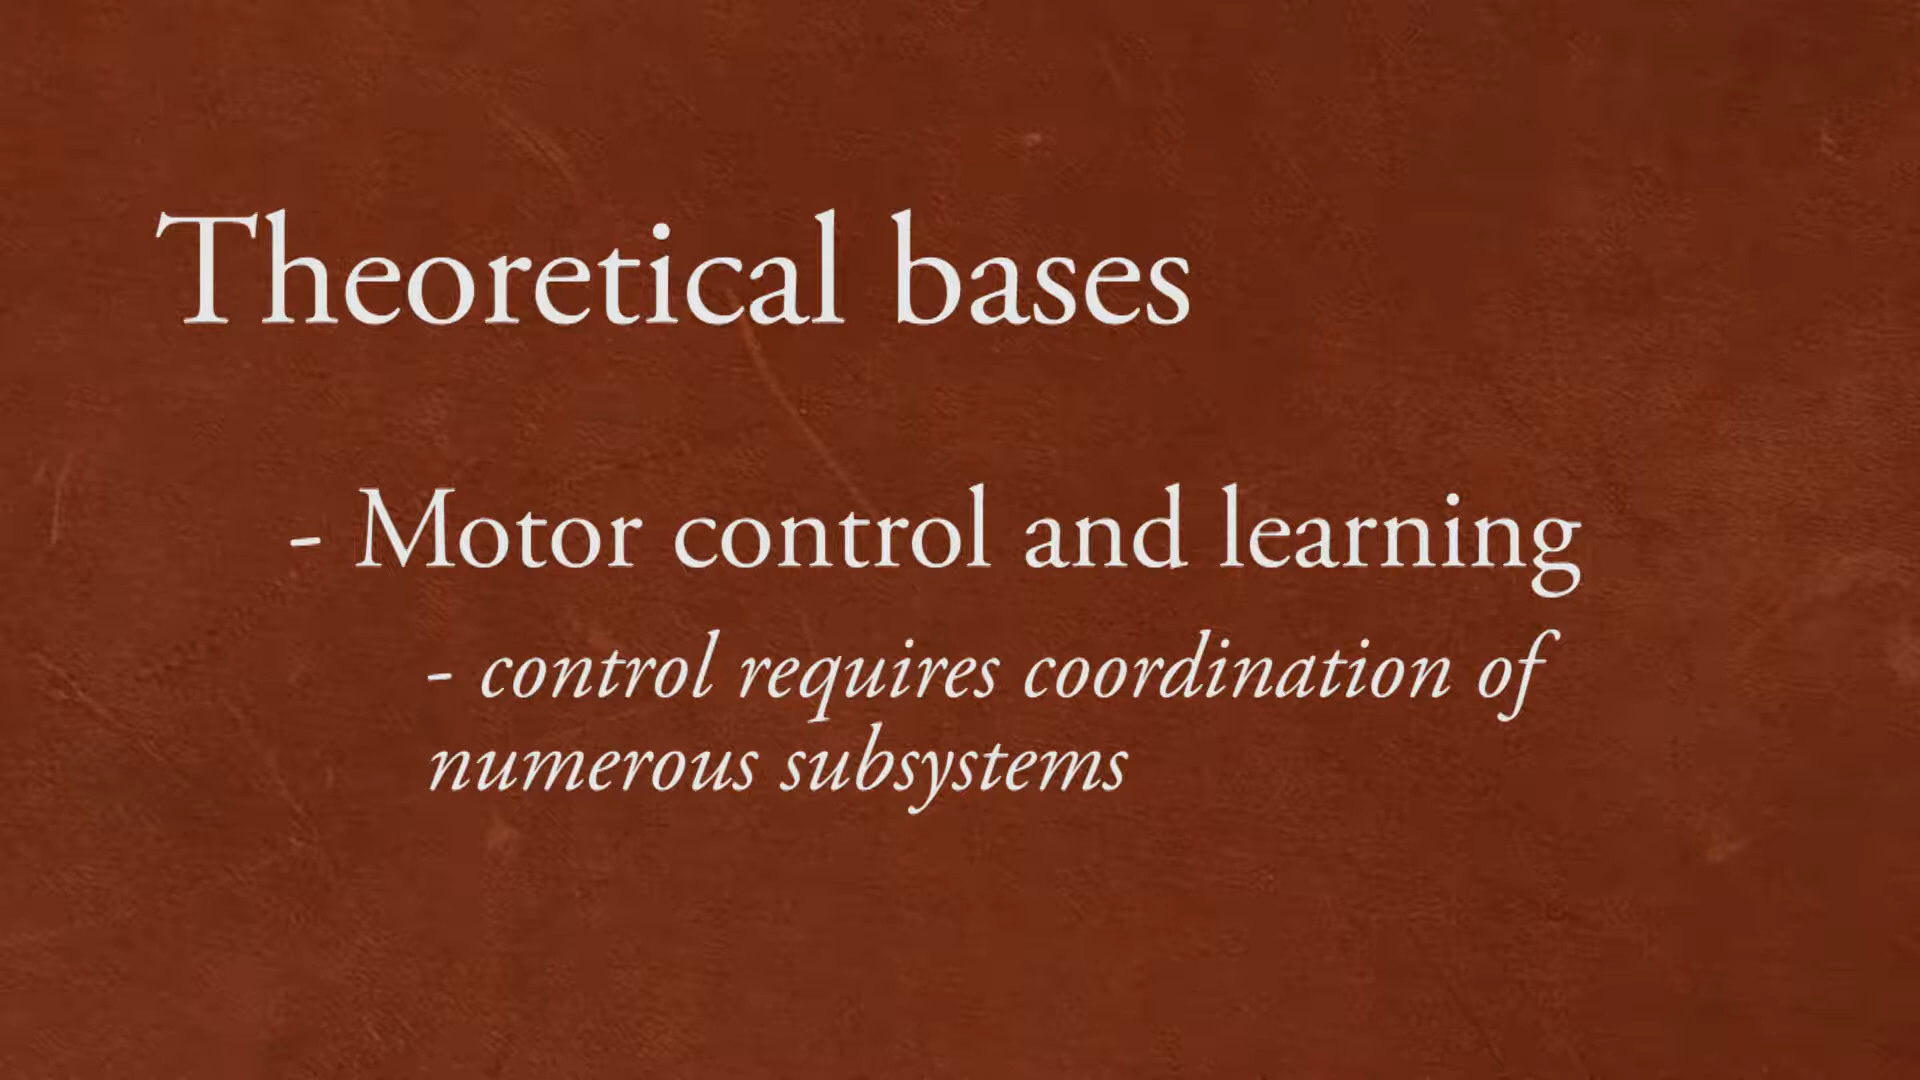 Theoretical bases
- Motor control and learning
- control requires coordination of
numerous subsystems